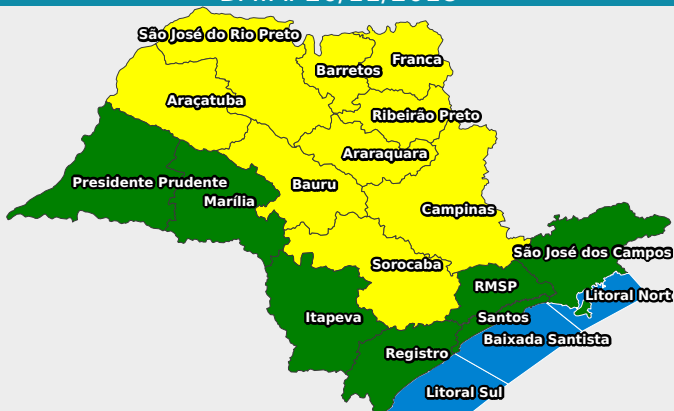 São José do Rio Preto
Franca
Barretos
Araçatuba
Ribeirão Preto
Araraquara
Presidente Prudente
Bauru
Marília
Campinas
São José dos Campos
Sorocaba
RMSP
Litoral Nort
Itapeva
Santos
Baixada Santista
Registro
Litoral Sul